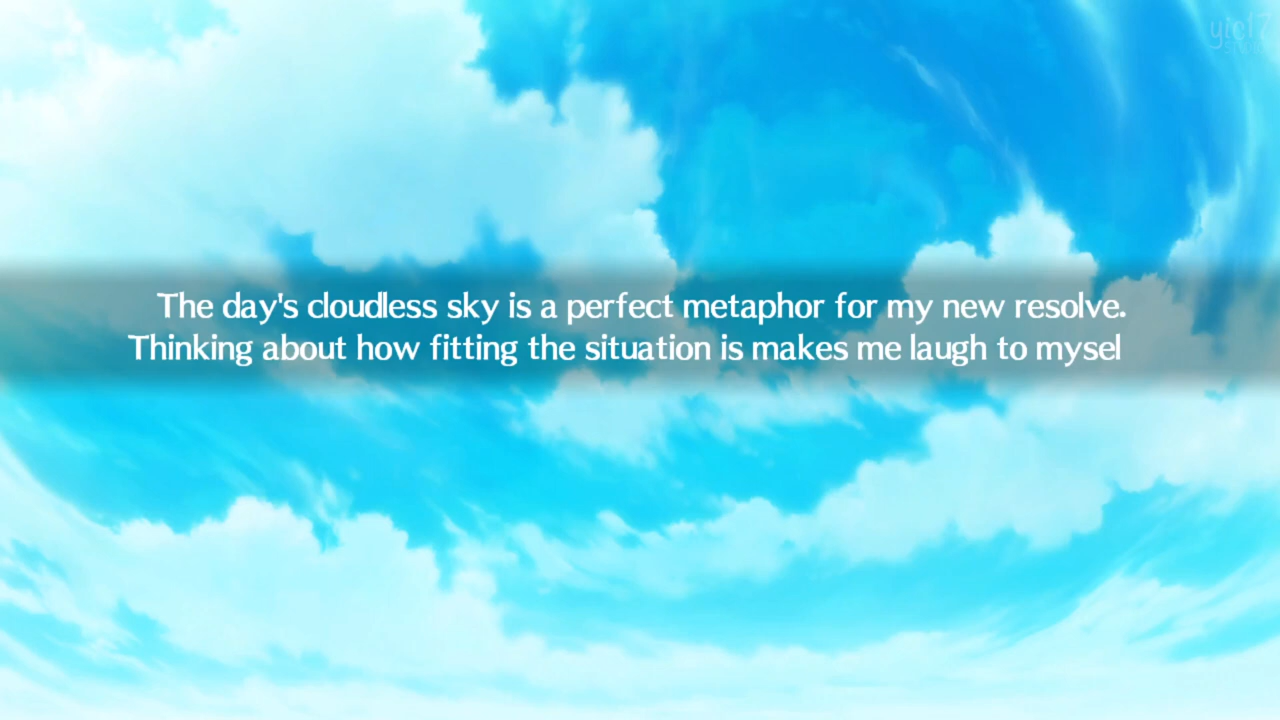 The day's cloudless sky is a perfect metaphor for my new resolve.
Thinking about how fitting the situation is makes me laugh to mysel